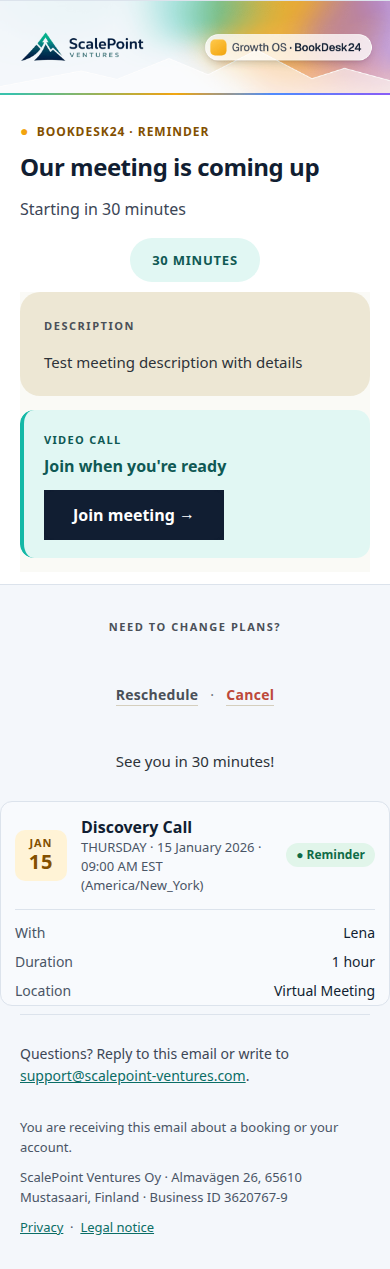 ScalePoint
VENTURES
Growth OS · BookDesk24
BOOKDESK24 · REMINDER
Our meeting is coming up
Starting in 30 minutes
30 MINUTES
DESCRIPTION
Test meeting description with details
VIDEO CALL
Join when you're ready
Join meeting →
NEED TO CHANGE PLANS?
Reschedule · Cancel
See you in 30 minutes!
JAN
15
Discovery Call
THURSDAY · 15 January 2026 ·
09:00 AM EST
(America/New_York)
● Reminder
With Lena
Duration 1 hour
Location Virtual Meeting
Questions? Reply to this email or write to
support@scalepoint-ventures.com.
You are receiving this email about a booking or your
account.
ScalePoint Ventures Oy · Almavägen 26, 65610
Mustasaari, Finland · Business ID 3620767-9
Privacy · Legal notice